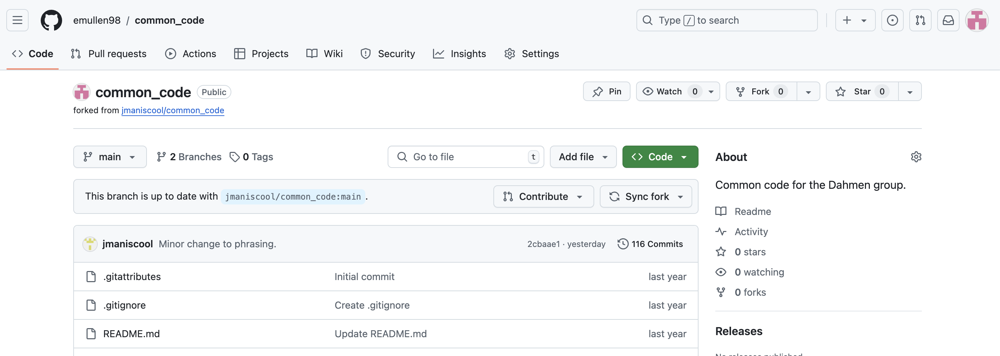 emullen98 / common_code
Type / to search
Code Pull requests Actions Projects Wiki Security Insights Settings
common_code Public
Pin Watch 0 Fork 0 Star 0
forked from jmaniscool/common_code
main 2 Branches 0 Tags
Go to file t Add file Code
About
Common code for the Dahmen group.
This branch is up to date with jmaniscool/common_code:main.
Contribute Sync fork
Readme
Activity
0 stars
0 watching
0 forks
jmaniscool Minor change to phrasing. 2cbaae1 · yesterday 116 Commits
.gitattributes Initial commit last year
.gitignore Create .gitignore last year
README.md Update README.md last year
Releases
No releases published